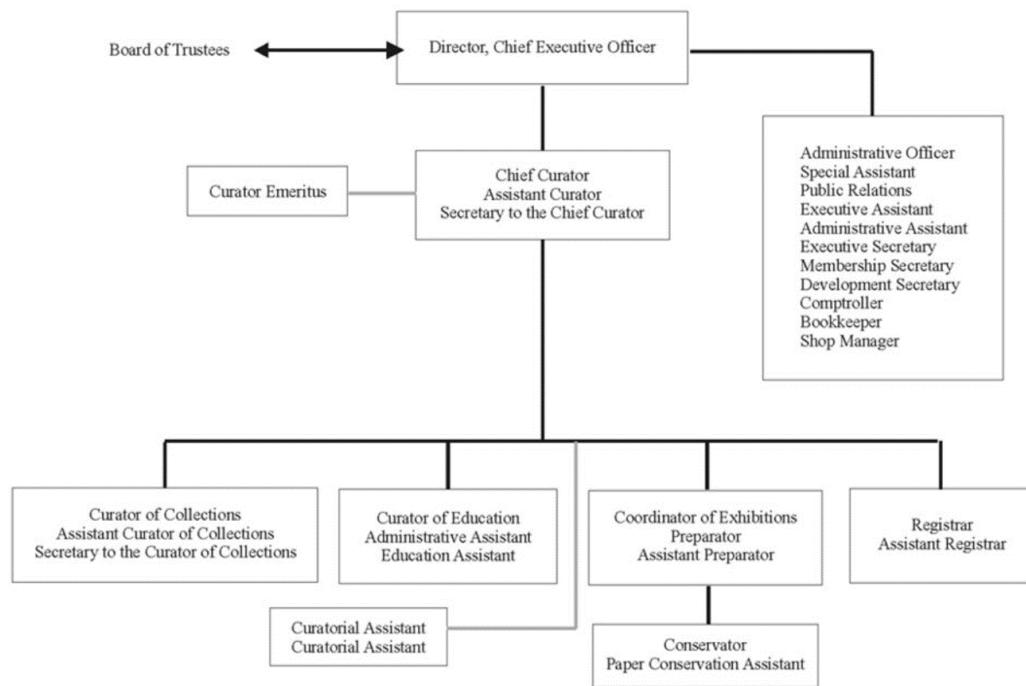 Board of Trustees
Director, Chief Executive Officer
Administrative Officer
Special Assistant
Public Relations
Executive Assistant
Administrative Assistant
Executive Secretary
Membership Secretary
Development Secretary
Comptroller
Bookkeeper
Shop Manager
Curator Emeritus
Chief Curator
Assistant Curator
Secretary to the Chief Curator
Curator of Collections
Assistant Curator of Collections
Secretary to the Curator of Collections
Curator of Education
Administrative Assistant
Education Assistant
Coordinator of Exhibitions
Preparator
Assistant Preparator
Registrar
Assistant Registrar
Curatorial Assistant
Curatorial Assistant
Conservator
Paper Conservation Assistant